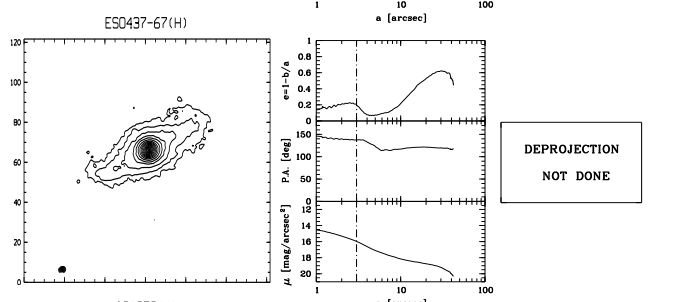 1 10 100
a [arcsec]
ESO437-67(H)
120
100
80
60
40
20
0
1
0.8
0.6
0.4
0.2
0
e=1-b/a
150
100
50
0
P.A. [deg]
12
14
16
18
20
μ [mag/arcsec²]
1 10 100
DEPROJECTION
NOT DONE